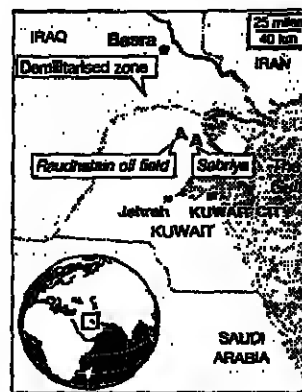 25 miles
40 km
IRAQ
Basra
IRAN
Demilitarised zone
Raudhatain oil field
Sabriya
Jahrah
KUWAIT CITY
KUWAIT
SAUDI
ARABIA